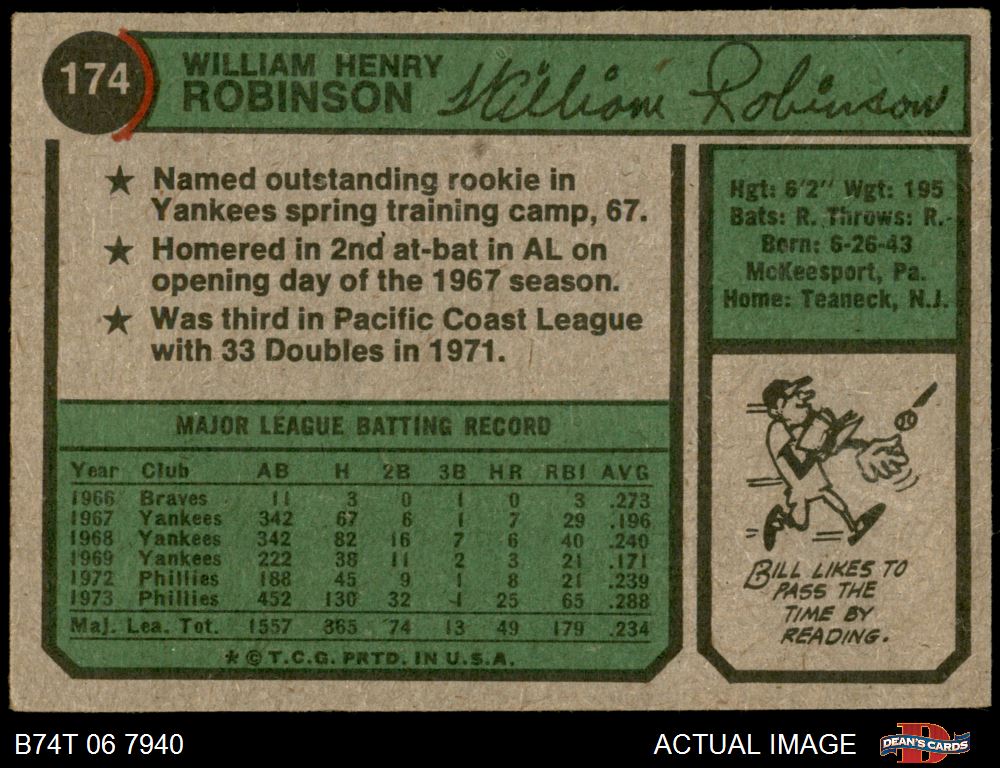 174
WILLIAM HENRY
ROBINSON
William Robinson
★ Named outstanding rookie in
Yankees spring training camp, 67.
★ Homered in 2nd at-bat in AL on
opening day of the 1967 season.
★ Was third in Pacific Coast League
with 33 Doubles in 1971.
Hgt: 6'2" Wgt: 195
Bats: R. Throws: R.
Born: 6-26-43
McKeesport, Pa.
Home: Teaneck, N.J.
MAJOR LEAGUE BATTING RECORD
Year Club AB H 2B 3B HR RBI AVG
1966 Braves 11 3 0 1 0 3 .273
1967 Yankees 342 67 6 1 7 29 .196
1968 Yankees 342 82 16 7 6 40 .240
1969 Yankees 222 38 11 2 3 21 .171
1972 Phillies 188 45 9 1 8 21 .239
1973 Phillies 452 130 32 1 25 65 .288
Maj. Lea. Tot. 1557 365 74 13 49 179 .234
* © T.C.G. PRTD. IN U.S.A.
BILL LIKES TO
PASS THE
TIME BY
READING.
B74T 06 7940
ACTUAL IMAGE
B
DEAN'S CARDS